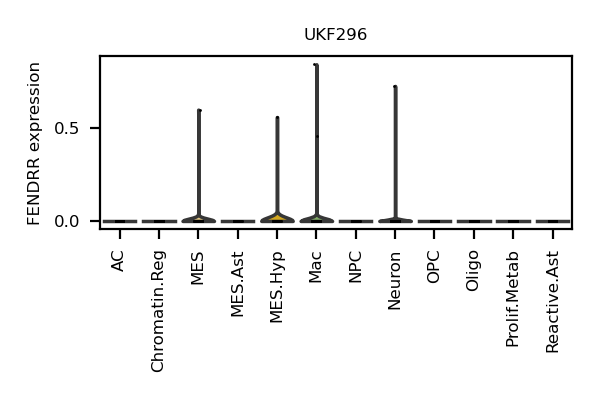 UKF296
FENDRR expression
0.5
0.0
AC
Chromatin.Reg
MES
MES.Ast
MES.Hyp
Mac
NPC
Neuron
OPC
Oligo
Prolif.Metab
Reactive.Ast